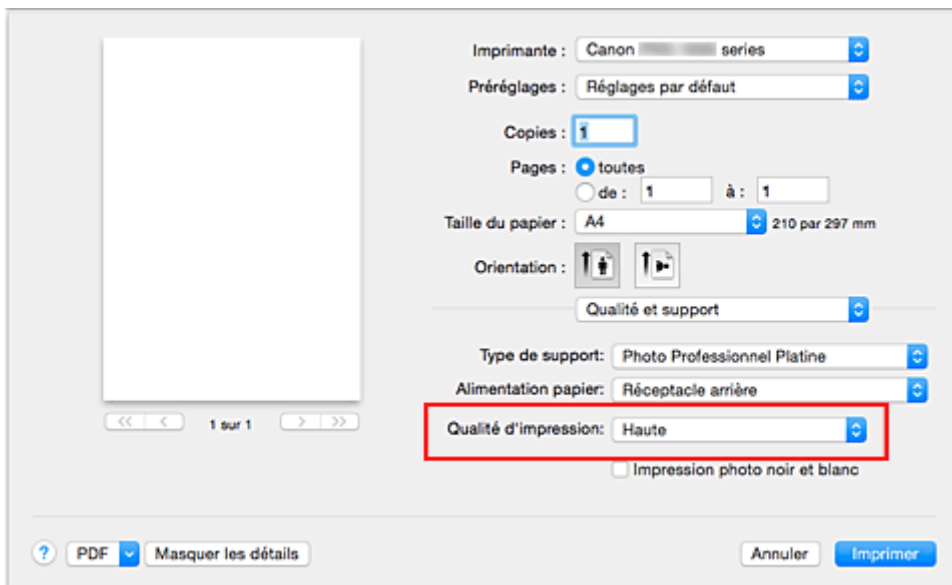 Imprimante : Canon series
Préréglages : Réglages par défaut
Copies : 1
Pages : toutes
de : 1 à : 1
Taille du papier : A4 210 par 297 mm
Orientation :
Qualité et support
Type de support: Photo Professionnel Platine
Alimentation papier: Réceptacle arrière
Qualité d'impression: Haute
Impression photo noir et blanc
1 sur 1
? PDF Masquer les détails Annuler Imprimer